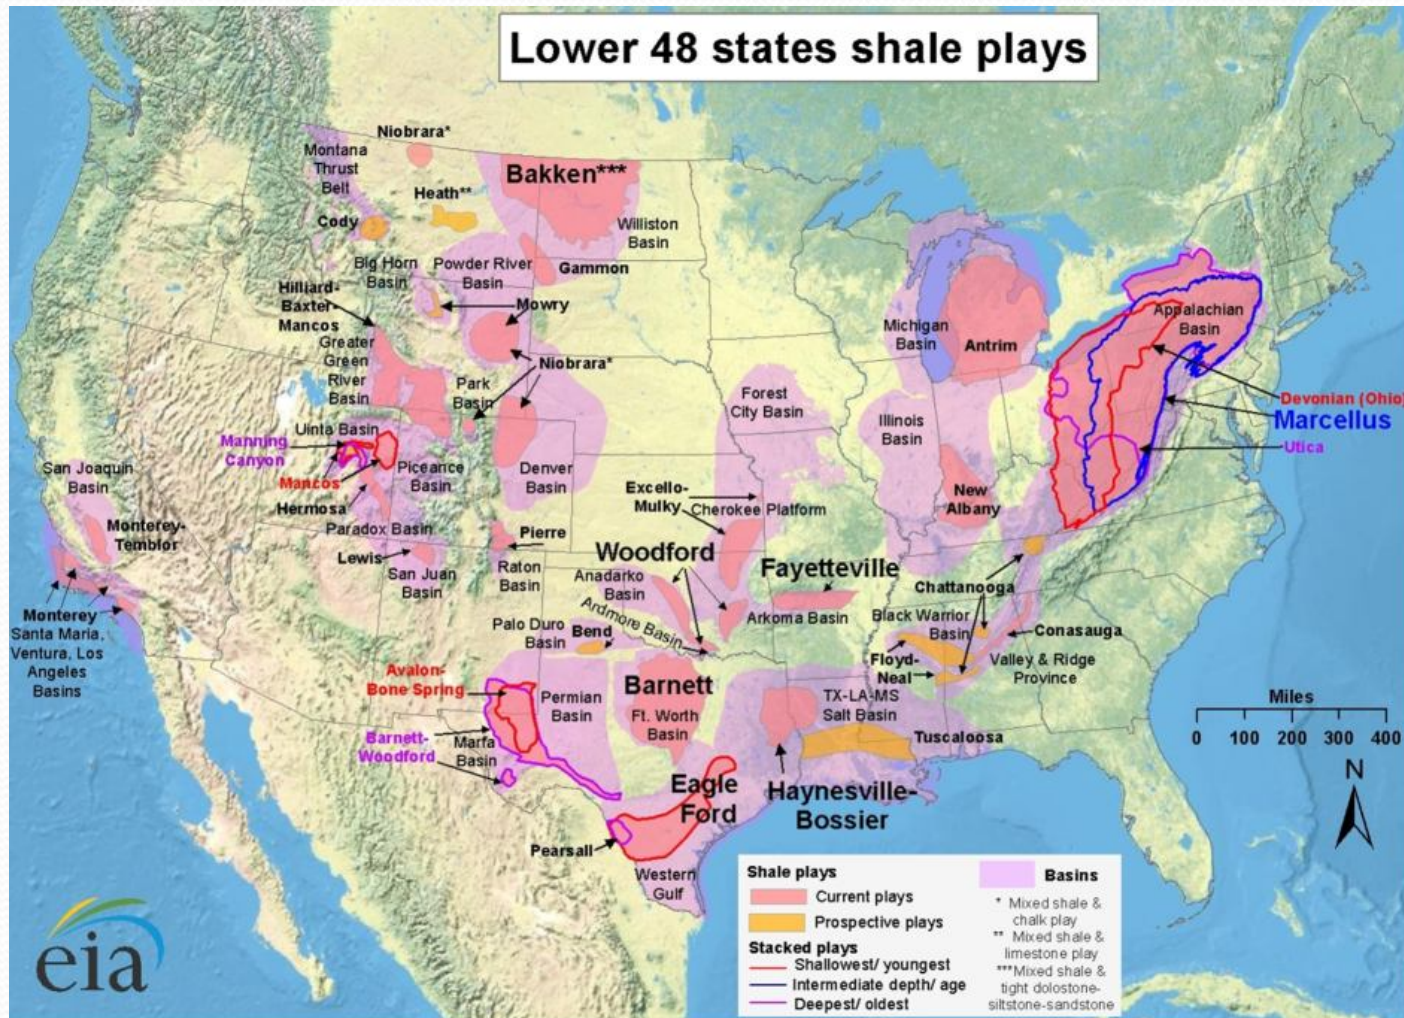 Lower 48 states shale plays
Niobrara*
Montana
Thrust
Belt
Bakken***
Heath**
Cody
Williston
Basin
Big Horn
Basin
Powder River
Basin
Gammon
Hilliard-
Baxter-
Mancos
Mowry
Greater
Green
River
Basin
Niobrara*
Park
Basin
Michigan
Basin
Antrim
Appalachian
Basin
Forest
City Basin
Illinois
Basin
Devonian (Ohio)
Marcellus
Utica
Uinta Basin
Manning
Canyon
Mancos
Piceance
Basin
Denver
Basin
San Joaquin
Basin
Hermosa
Paradox Basin
Monterey-
Temblor
Excello-
Mulky
Cherokee Platform
New
Albany
Pierre
Lewis
San Juan
Basin
Raton
Basin
Woodford
Anadarko
Basin
Fayetteville
Arkoma Basin
Chattanooga
Ardmore Basin
Black Warrior
Basin
Monterey
Santa Maria,
Ventura, Los
Angeles
Basins
Palo Duro
Basin
Bend
Conasauga
Floyd-
Neal
Valley & Ridge
Province
Avalon-
Bone Spring
Permian
Basin
Barnett
Ft. Worth
Basin
TX-LA-MS
Salt Basin
Tuscaloosa
Barnett-
Woodford
Marfa
Basin
Eagle
Ford
Haynesville-
Bossier
Pearsall
Western
Gulf
Miles
0 100 200 300 400
N
Shale plays
Current plays
Prospective plays
Stacked plays
Shallowest/ youngest
Intermediate depth/ age
Deepest/ oldest
Basins
* Mixed shale &
chalk play
** Mixed shale &
limestone play
***Mixed shale &
tight dolostone-
siltstone-sandstone
eia